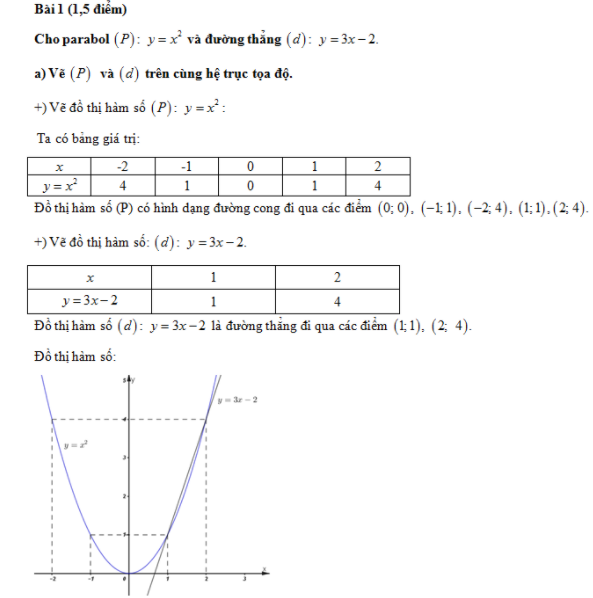 Bài 1 (1,5 điểm)
Cho parabol (P): y = x² và đường thẳng (d): y = 3x – 2.
a) Vẽ (P) và (d) trên cùng hệ trục tọa độ.
+) Vẽ đồ thị hàm số (P): y = x²:
Ta có bảng giá trị:
x -2 -1 0 1 2
y = x² 4 1 0 1 4
Đồ thị hàm số (P) có hình dạng đường cong đi qua các điểm (0; 0), (–1; 1), (–2; 4), (1; 1), (2; 4).
+) Vẽ đồ thị hàm số: (d): y = 3x – 2.
x 1 2
y = 3x – 2 1 4
Đồ thị hàm số (d): y = 3x – 2 là đường thẳng đi qua các điểm (1; 1), (2; 4).
Đồ thị hàm số:
5 y
y = 3x – 2
4
y = x²
3
2
1
x
-2 -1 0 1 2 3